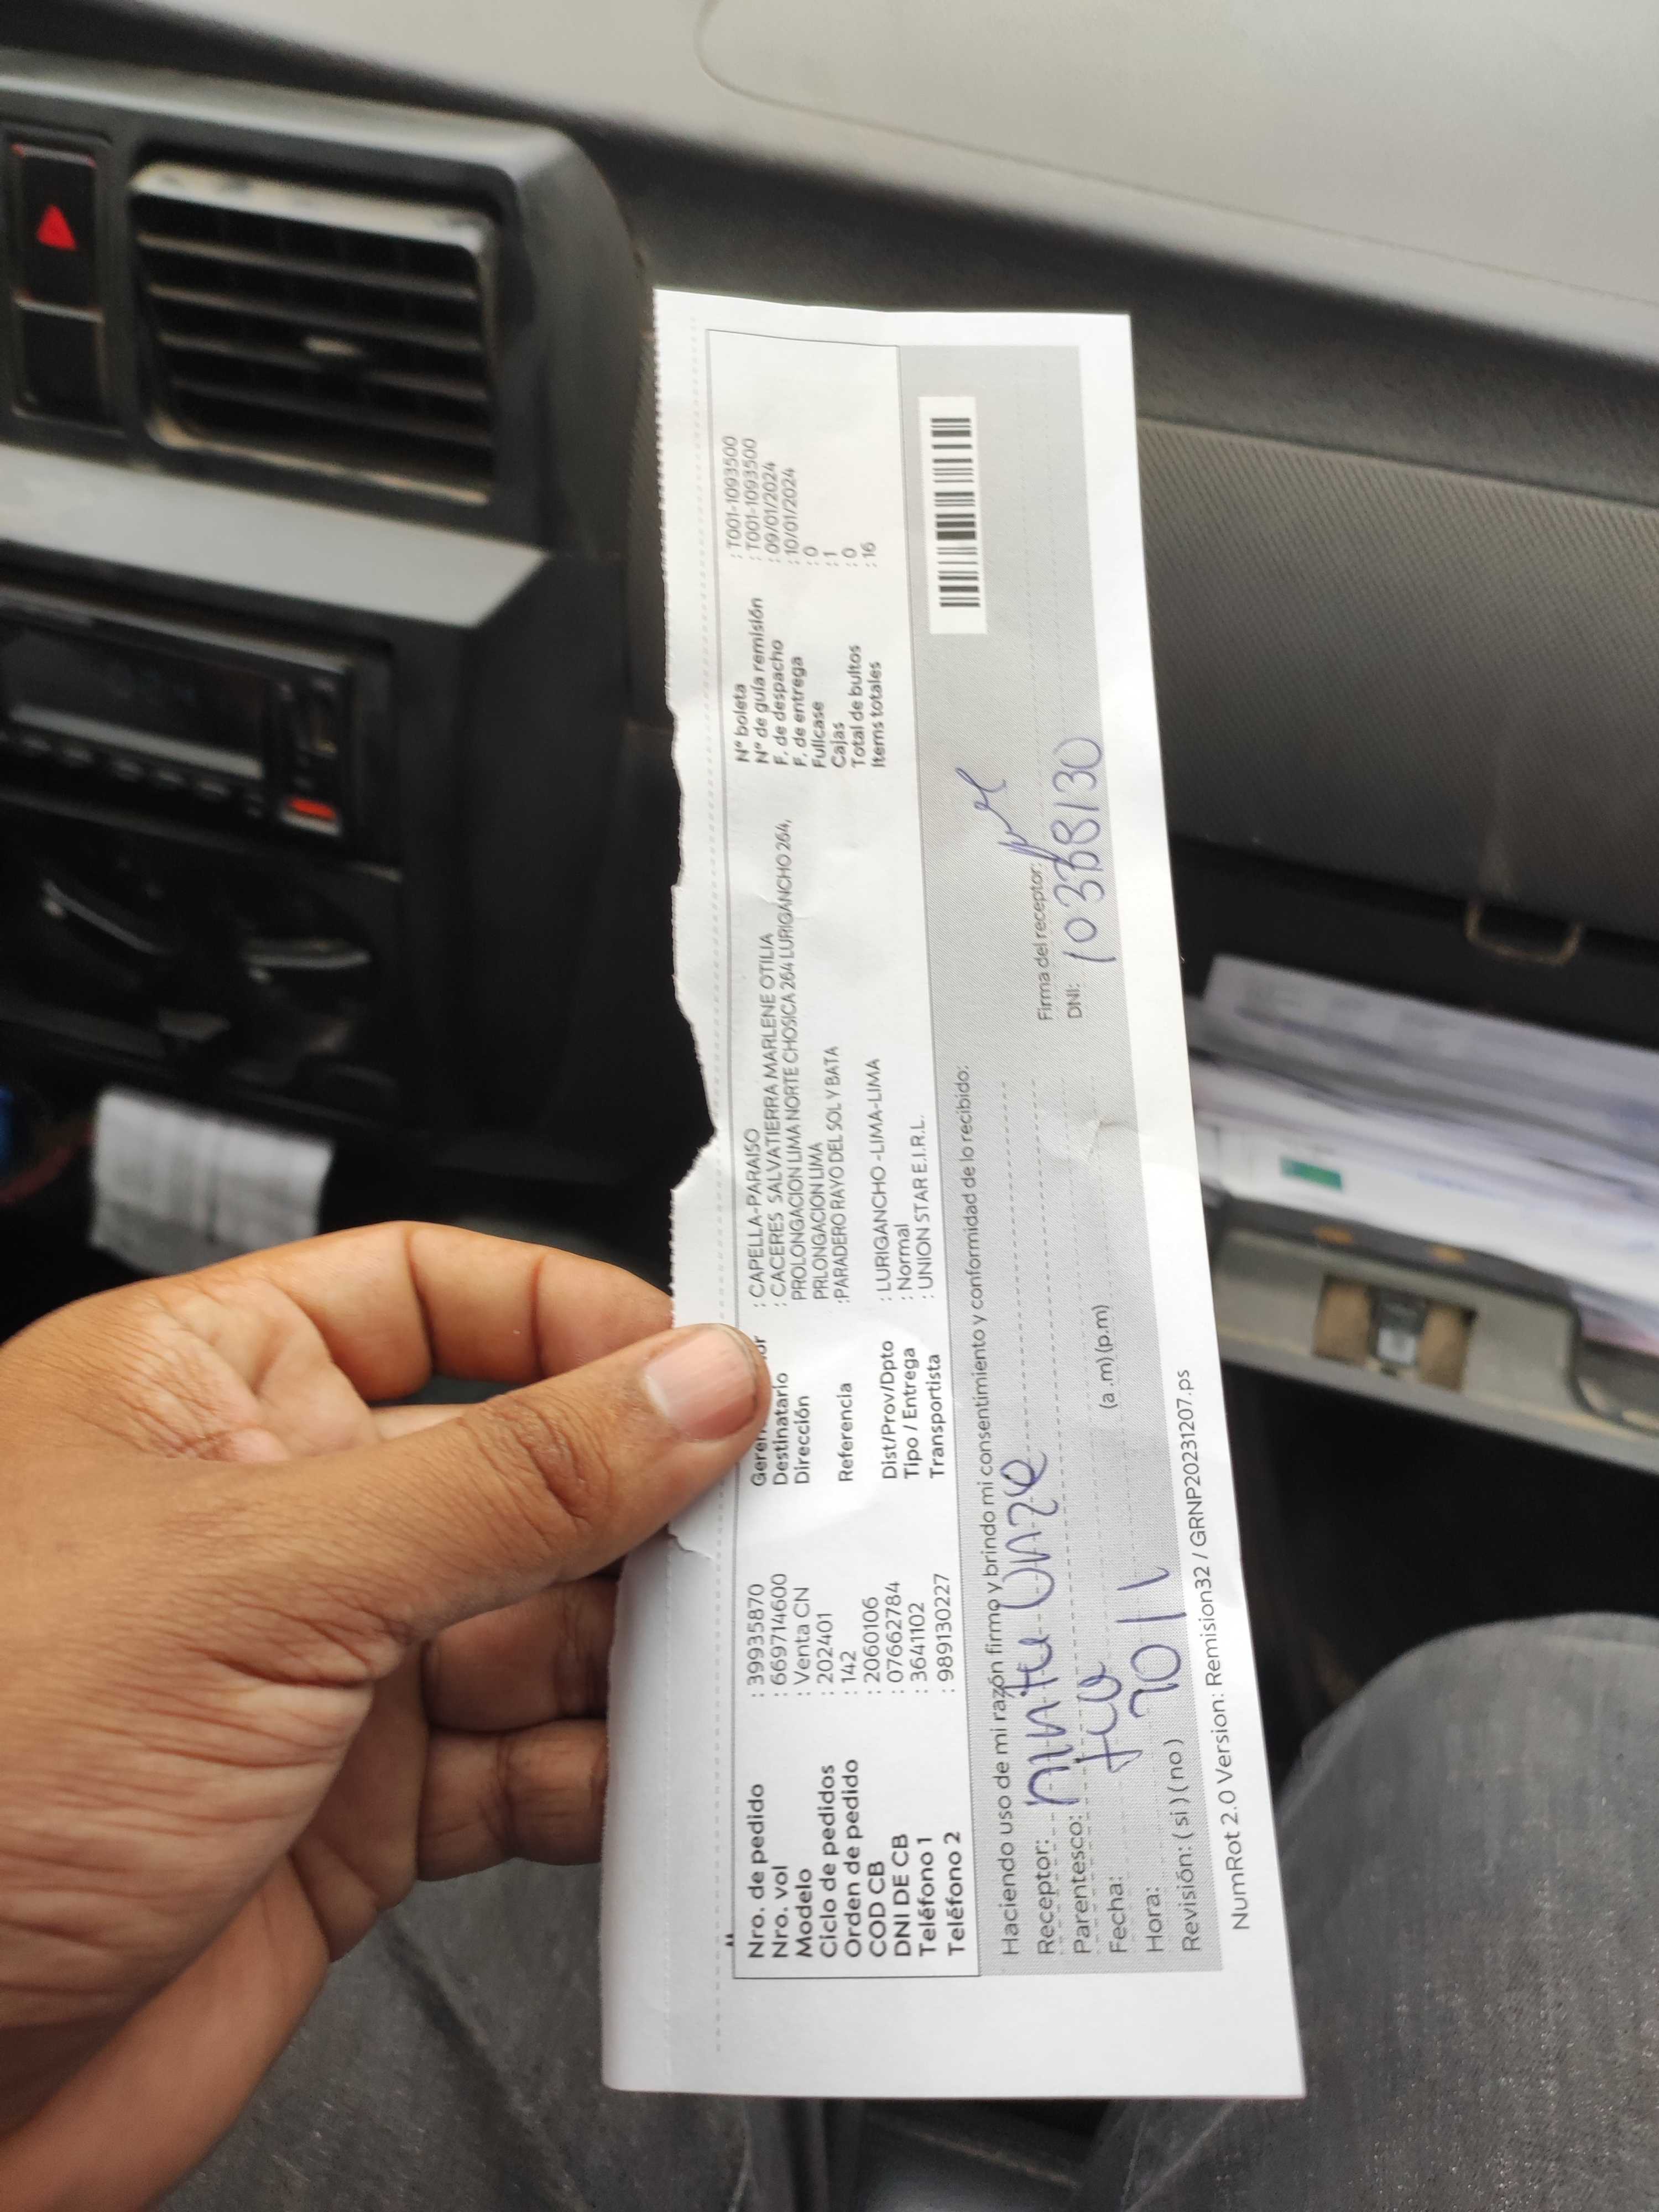 Nro. de pedido : 39935870
Nro. vol : 669714600
Modelo : Venta CN
Ciclo de pedidos : 202401
Orden de pedido : 142
COD CB : 2060106
DNI DE CB : 07662784
Teléfono 1 : 3641102
Teléfono 2 : 989130227
: CAPELLA-PARAISO
Destinatario : CACERES SALVATIERRA MARLENE OTILIA
Dirección PROLONGACION LIMA NORTE CHOSICA 264 LURIGANCHO 264,
PRLONGACION LIMA
Referencia :PARADERO RAYO DEL SOL Y BATA
Dist/Prov/Dpto : LURIGANCHO -LIMA-LIMA
Tipo / Entrega : Normal
Transportista : UNION STAR E.I.R.L.
N° boleta : T001-1093500
N° de guía remisión : T001-1093500
F. de despacho : 09/01/2024
F. de entrega : 10/01/2024
Fullcase : 0
Cajas : 1
Total de bultos : 0
Items totales : 16
Haciendo uso de mi razón firmo y brindo mi consentimiento y conformidad de lo recibido:
Receptor:
Parentesco:
Fecha:
Hora: (a .m) (p.m)
Revisión: ( si ) ( no )
Firma del receptor:
DNI: 10338130
NumRot 2.0 Version: Remision32 / GRNP20231207.ps